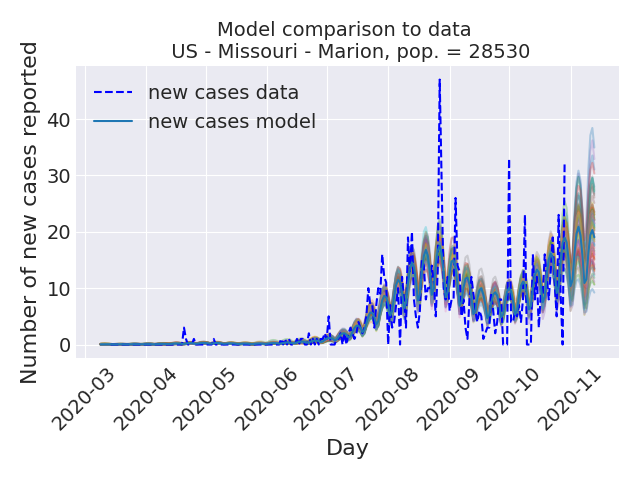 Model comparison to data
US - Missouri - Marion, pop. = 28530
new cases data
new cases model
Number of new cases reported
40
30
20
10
0
2020-03
2020-04
2020-05
2020-06
2020-07
2020-08
2020-09
2020-10
2020-11
Day